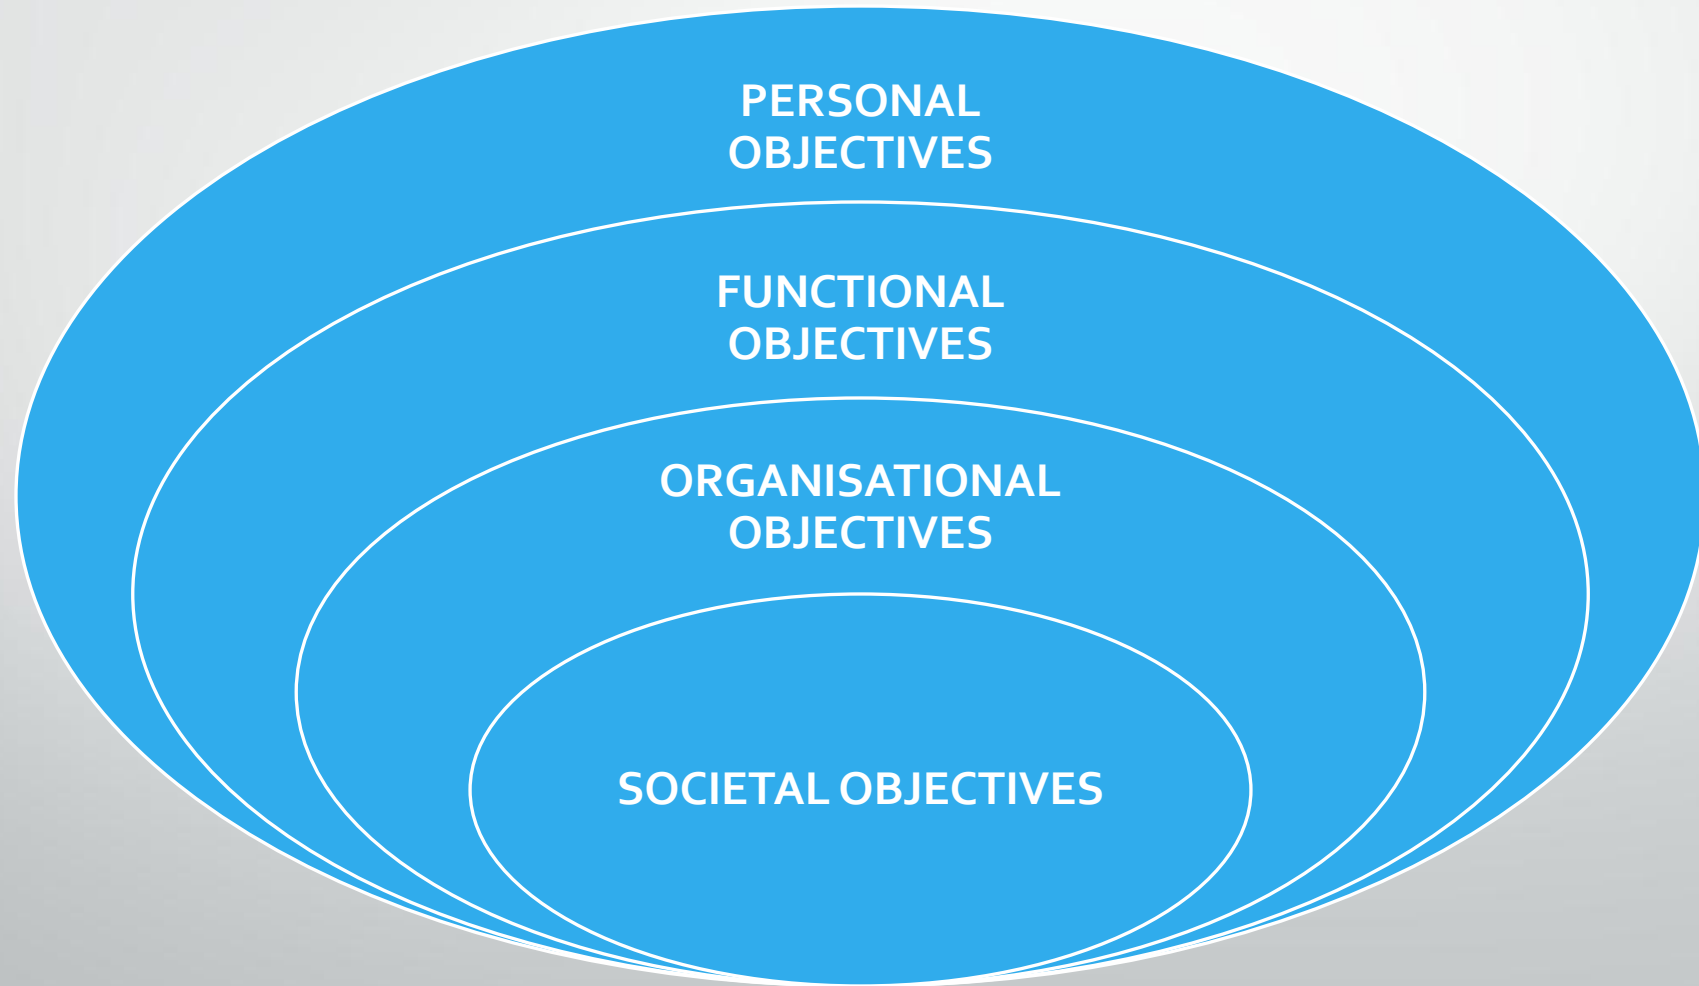 PERSONAL
OBJECTIVES
FUNCTIONAL
OBJECTIVES
ORGANISATIONAL
OBJECTIVES
SOCIETAL OBJECTIVES